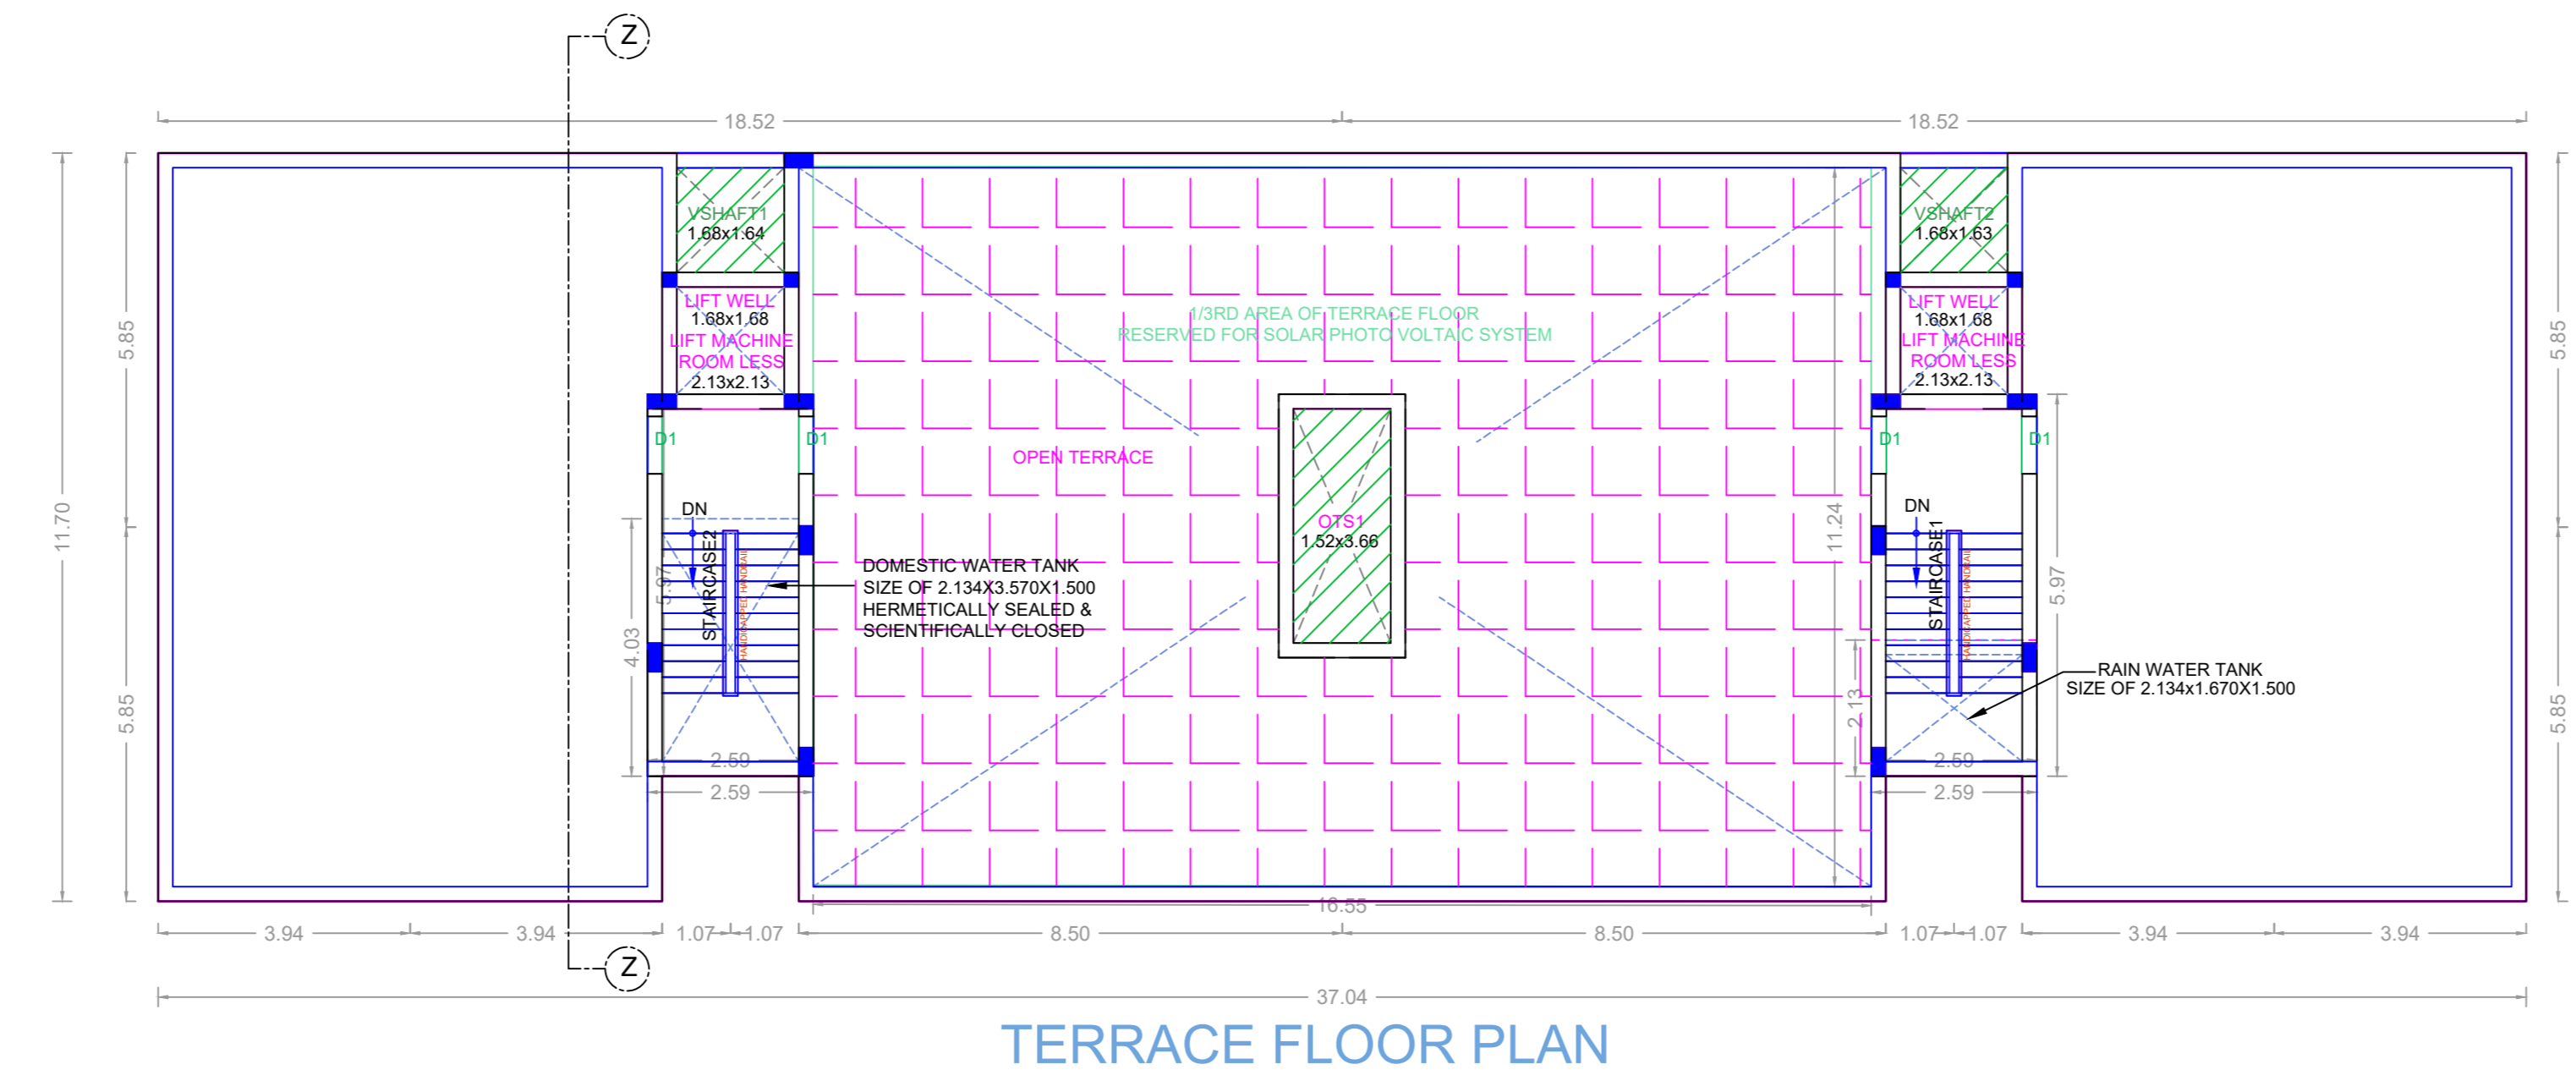 Z
18.52
18.52
VSHAFT1
1.68x1.64
VSHAFT2
1.68x1.63
LIFT WELL
1.68x1.68
LIFT MACHINE
ROOM LESS
2.13x2.13
1/3RD AREA OF TERRACE FLOOR
RESERVED FOR SOLAR PHOTO VOLTAIC SYSTEM
LIFT WELL
1.68x1.68
LIFT MACHINE
ROOM LESS
2.13x2.13
5.85
5.85
11.70
5.85
5.85
D1
D1
D1
D1
OPEN TERRACE
OTS1
1.52x3.66
11.24
DN
STAIRCASE2
HANDICAPPED HANDRAIL
5.97
4.03
DOMESTIC WATER TANK
SIZE OF 2.134X3.570X1.500
HERMETICALLY SEALED &
SCIENTIFICALLY CLOSED
DN
STAIRCASE1
HANDICAPPED HANDRAIL
5.97
2.13
RAIN WATER TANK
SIZE OF 2.134x1.670X1.500
2.59
2.59
2.59
2.59
16.55
3.94
3.94
1.07
1.07
8.50
8.50
1.07
1.07
3.94
3.94
Z
37.04
TERRACE FLOOR PLAN